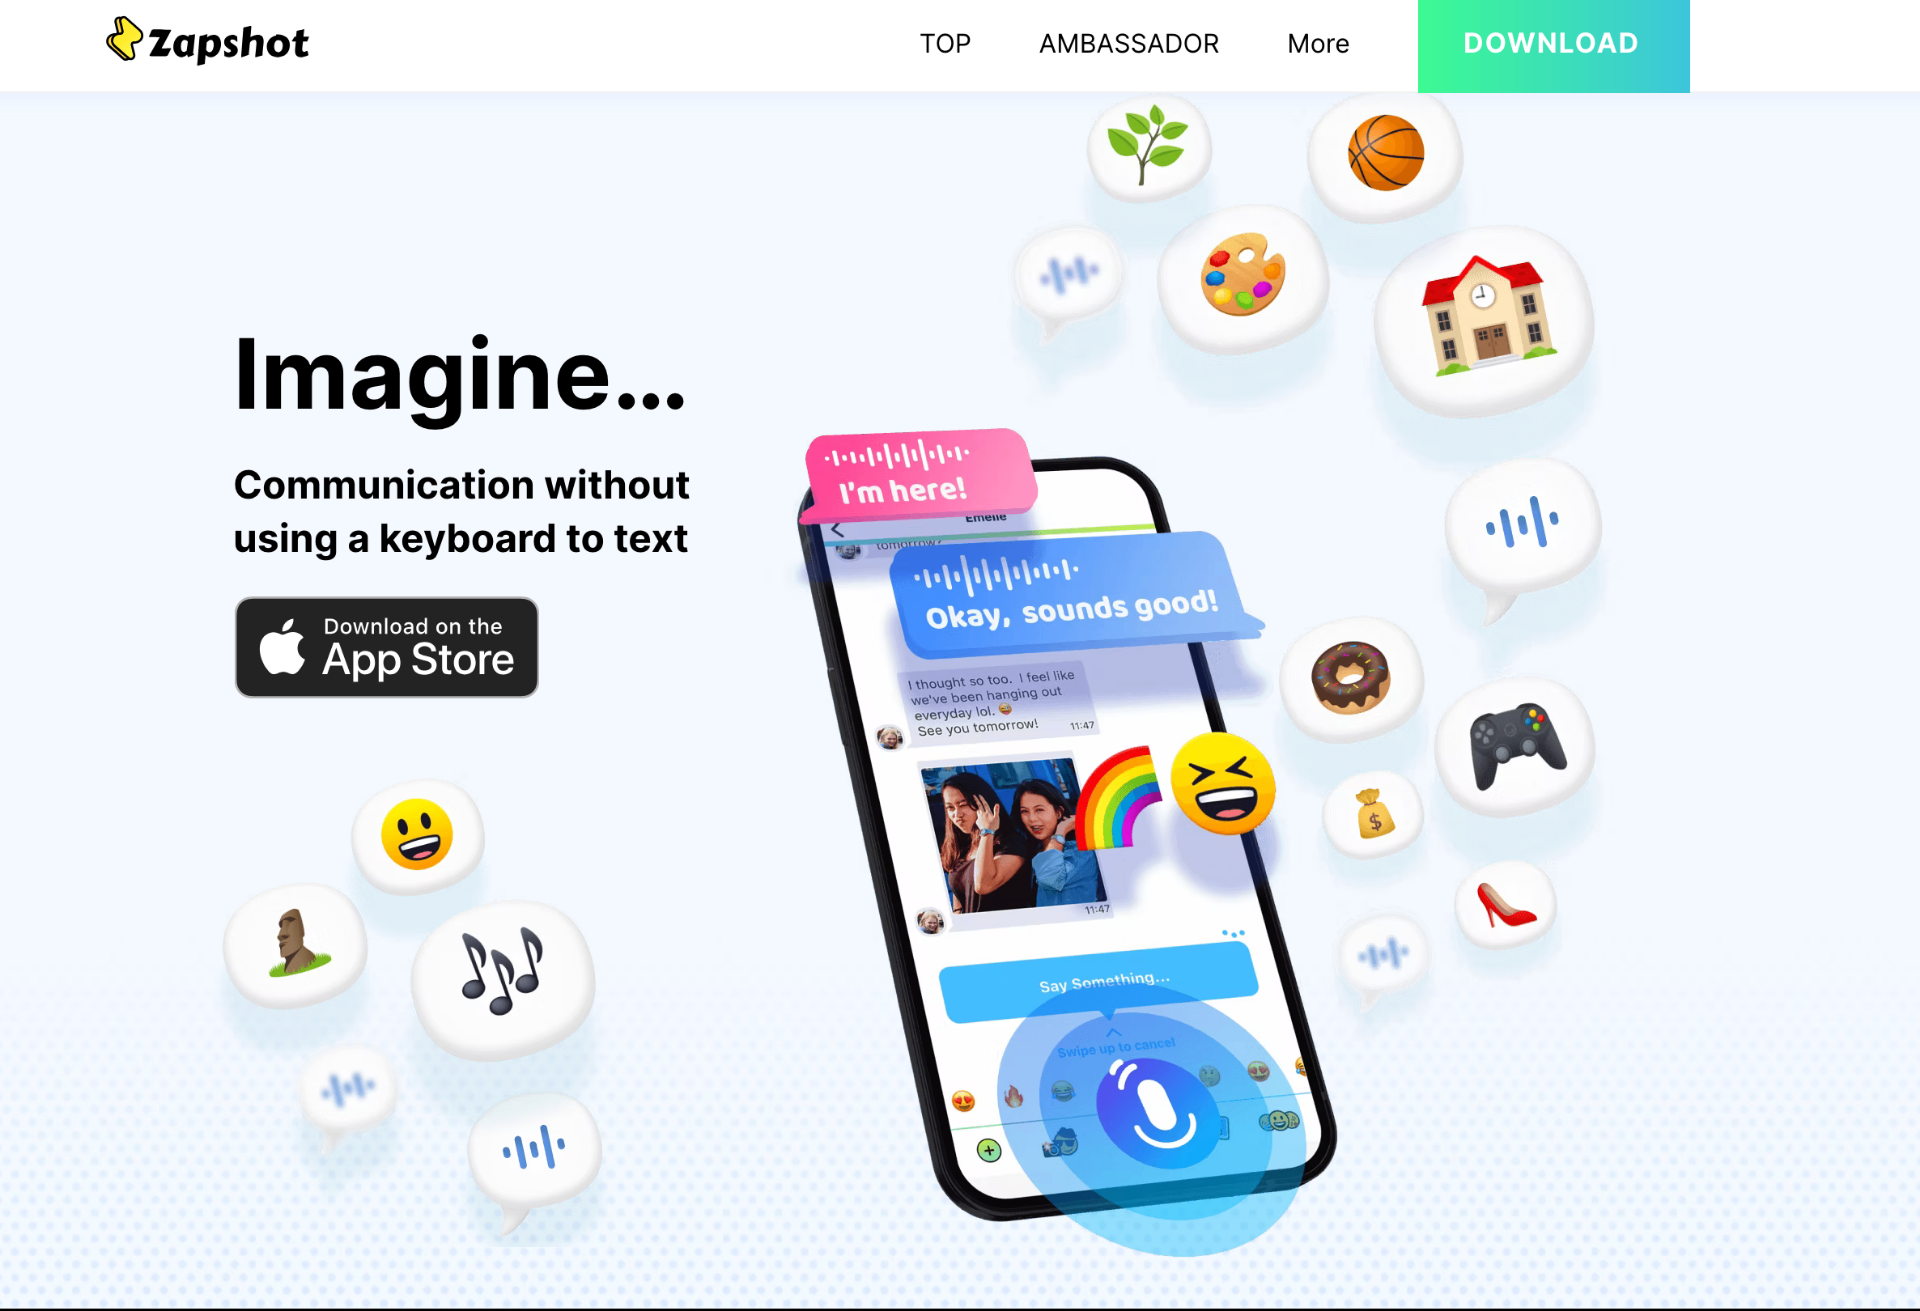 Zapshot
TOP
AMBASSADOR
More
DOWNLOAD
Imagine...
Communication without
using a keyboard to text
Download on the
App Store
I'm here!
Emelie
tomorrow?
Okay, sounds good!
I thought so too. I feel like
we've been hanging out
everyday lol. 😄
See you tomorrow!
11:47
11:47
Say Something...
Swipe up to cancel